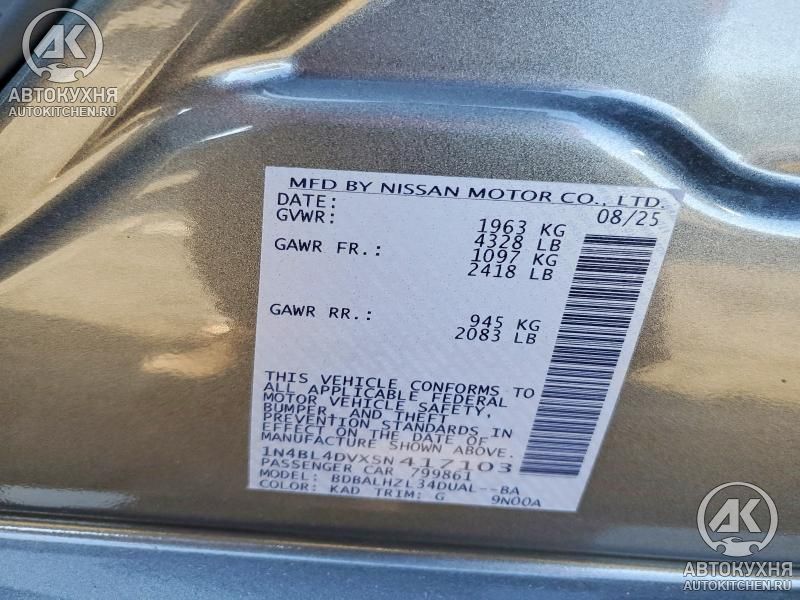 AK
АВТОКУХНЯ
AUTOKITCHEN.RU
MFD BY NISSAN MOTOR CO., LTD.
DATE: 08/25
GVWR: 1963 KG
4328 LB
GAWR FR.: 1097 KG
2418 LB
GAWR RR.: 945 KG
2083 LB
THIS VEHICLE CONFORMS TO
ALL APPLICABLE FEDERAL
MOTOR VEHICLE SAFETY,
BUMPER, AND THEFT
PREVENTION STANDARDS IN
EFFECT ON THE DATE OF
MANUFACTURE SHOWN ABOVE.
1N4BL4DVXSN417103
PASSENGER CAR 799861
MODEL: BDBALHZL34DUAL--BA
COLOR: KAD TRIM: G 9N00A
AK
АВТОКУХНЯ
AUTOKITCHEN.RU